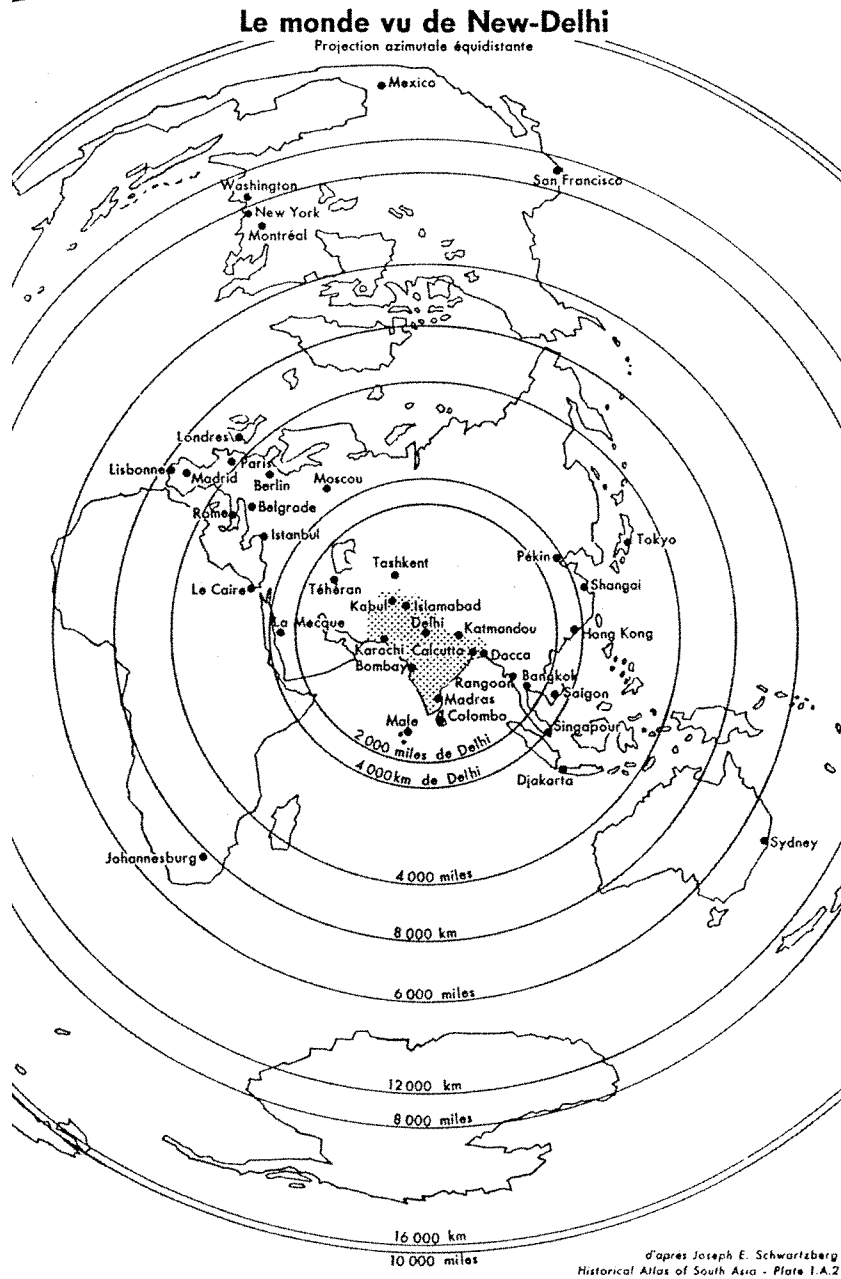 Le monde vu de New-Delhi
Projection azimutale équidistante
Mexico
San Francisco
Washington
New York
Montréal
Londres
Lisbonne
Madrid
Paris
Berlin
Moscou
Rome
Belgrade
Istanbul
Tokyo
Pékin
Tashkent
Téhéran
Shangai
Le Caire
Kabul
Islamabad
La Mecque
Delhi
Katmandou
Hong Kong
Karachi
Calcutta
Dacca
Bombay
Rangoon
Bangkok
Saigon
Madras
Colombo
Male
Singapour
2 000 miles de Delhi
4 000 km de Delhi
Djakarta
Sydney
Johannesburg
4 000 miles
8 000 km
6 000 miles
12 000 km
8 000 miles
16 000 km
10 000 miles
d'apres Joseph E. Schwartzberg
Historical Atlas of South Asia - Plate 1.A.2